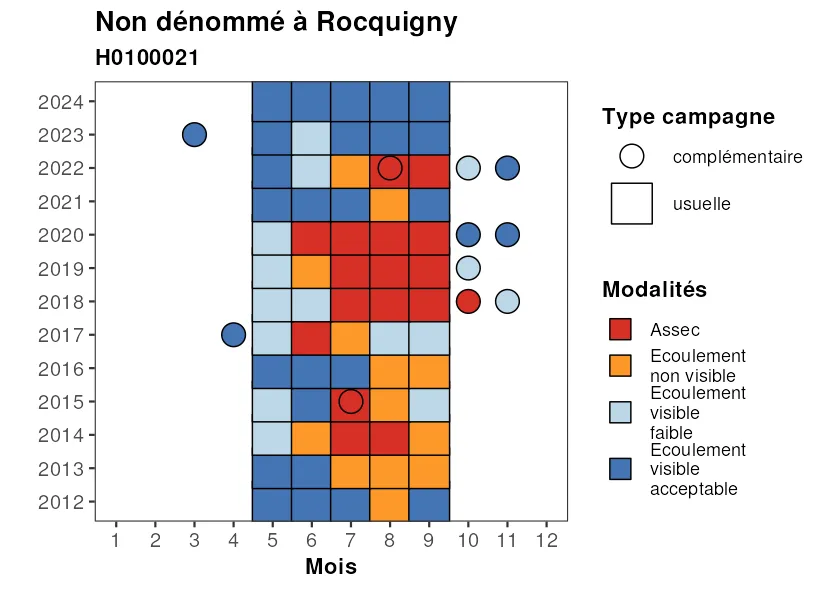 Non dénommé à Rocquigny
H0100021
2024
2023
2022
2021
2020
2019
2018
2017
2016
2015
2014
2013
2012
1 2 3 4 5 6 7 8 9 10 11 12
Mois
Type campagne
complémentaire
usuelle
Modalités
Assec
Ecoulement
non visible
Ecoulement
visible
faible
Ecoulement
visible
acceptable